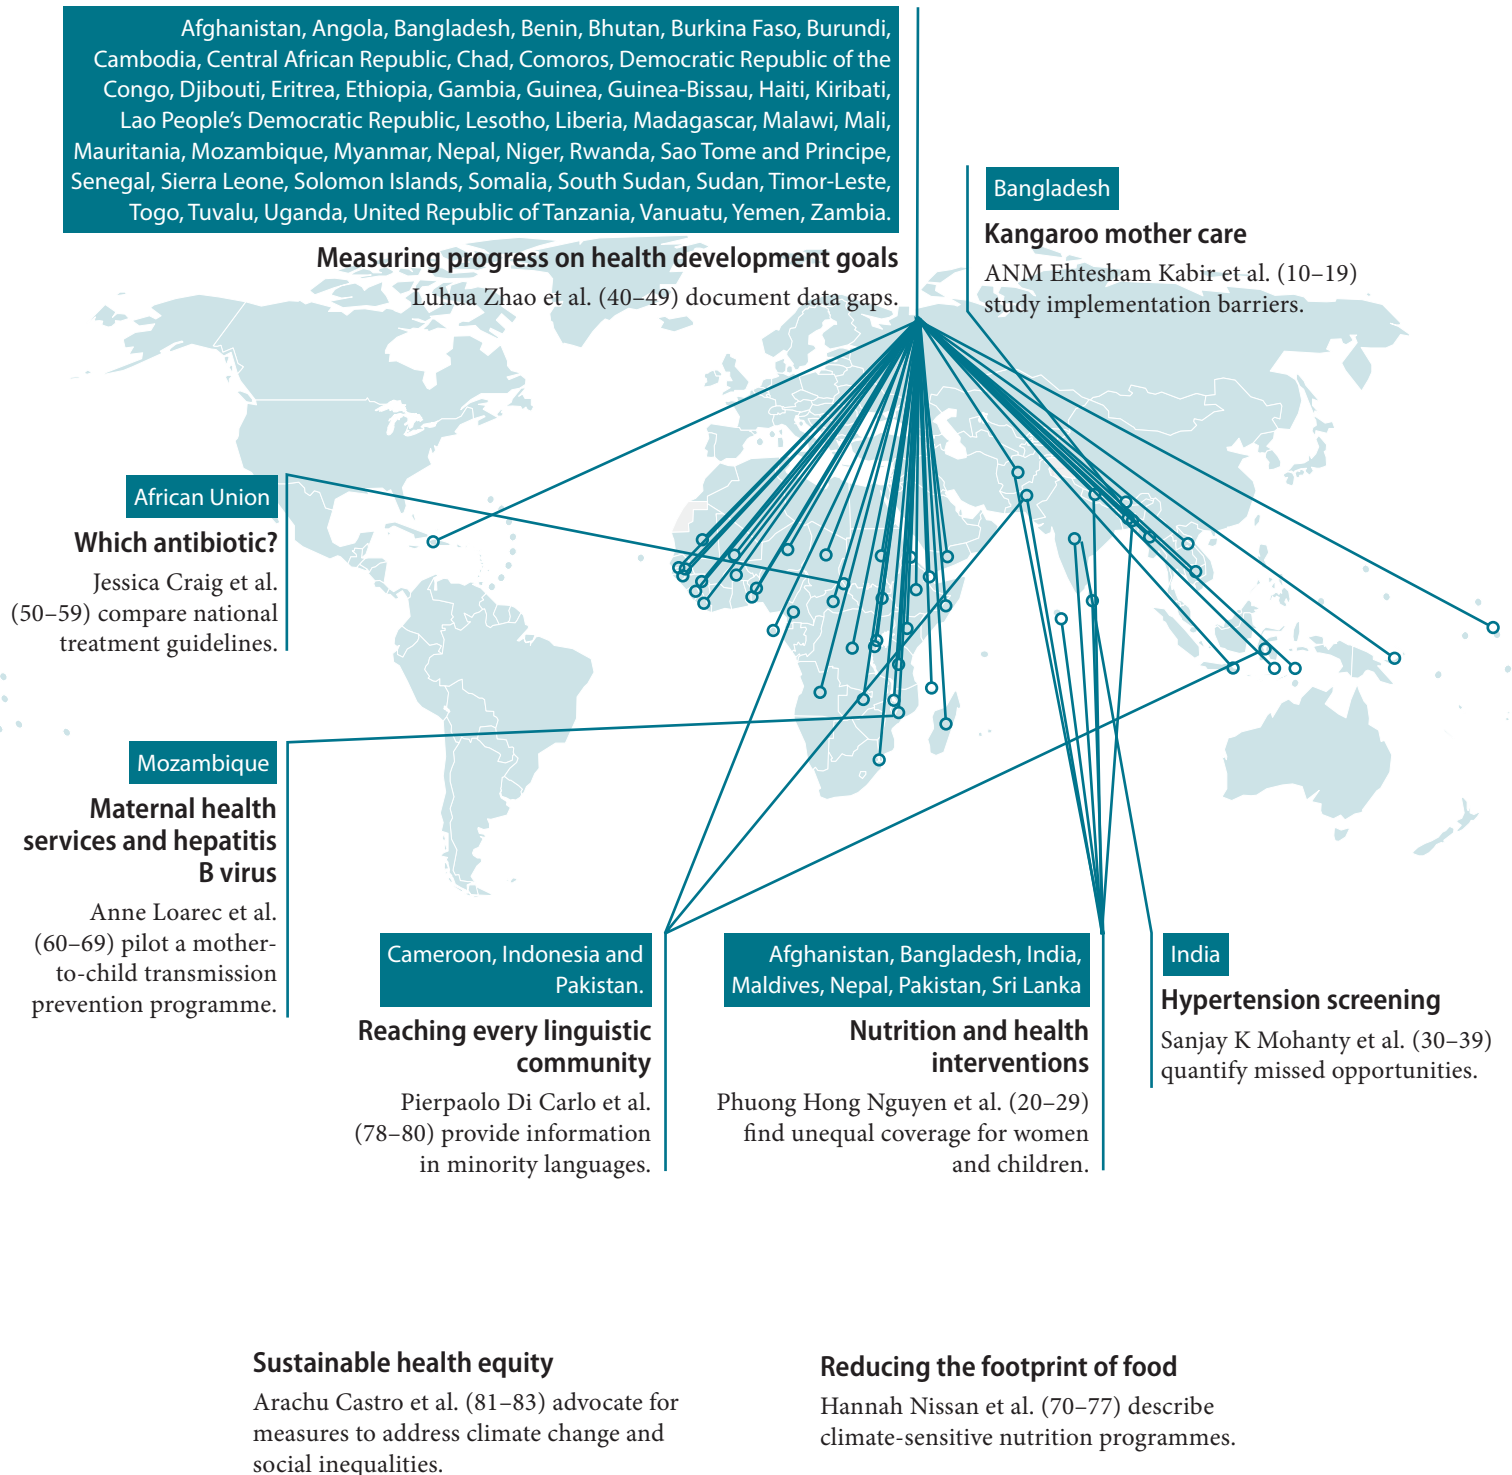 Afghanistan, Angola, Bangladesh, Benin, Bhutan, Burkina Faso, Burundi,
Cambodia, Central African Republic, Chad, Comoros, Democratic Republic of the
Congo, Djibouti, Eritrea, Ethiopia, Gambia, Guinea, Guinea-Bissau, Haiti, Kiribati,
Lao People’s Democratic Republic, Lesotho, Liberia, Madagascar, Malawi, Mali,
Mauritania, Mozambique, Myanmar, Nepal, Niger, Rwanda, Sao Tome and Principe,
Senegal, Sierra Leone, Solomon Islands, Somalia, South Sudan, Sudan, Timor-Leste,
Togo, Tuvalu, Uganda, United Republic of Tanzania, Vanuatu, Yemen, Zambia.
Measuring progress on health development goals
Luhua Zhao et al. (40–49) document data gaps.
Bangladesh
Kangaroo mother care
ANM Ehtesham Kabir et al. (10–19)
study implementation barriers.
African Union
Which antibiotic?
Jessica Craig et al.
(50–59) compare national
treatment guidelines.
Mozambique
Maternal health
services and hepatitis
B virus
Anne Loarec et al.
(60–69) pilot a mother-
to-child transmission
prevention programme.
Cameroon, Indonesia and
Pakistan.
Reaching every linguistic
community
Pierpaolo Di Carlo et al.
(78–80) provide information
in minority languages.
Afghanistan, Bangladesh, India,
Maldives, Nepal, Pakistan, Sri Lanka
Nutrition and health
interventions
Phuong Hong Nguyen et al. (20–29)
find unequal coverage for women
and children.
India
Hypertension screening
Sanjay K Mohanty et al. (30–39)
quantify missed opportunities.
Sustainable health equity
Arachu Castro et al. (81–83) advocate for
measures to address climate change and
social inequalities.
Reducing the footprint of food
Hannah Nissan et al. (70–77) describe
climate-sensitive nutrition programmes.